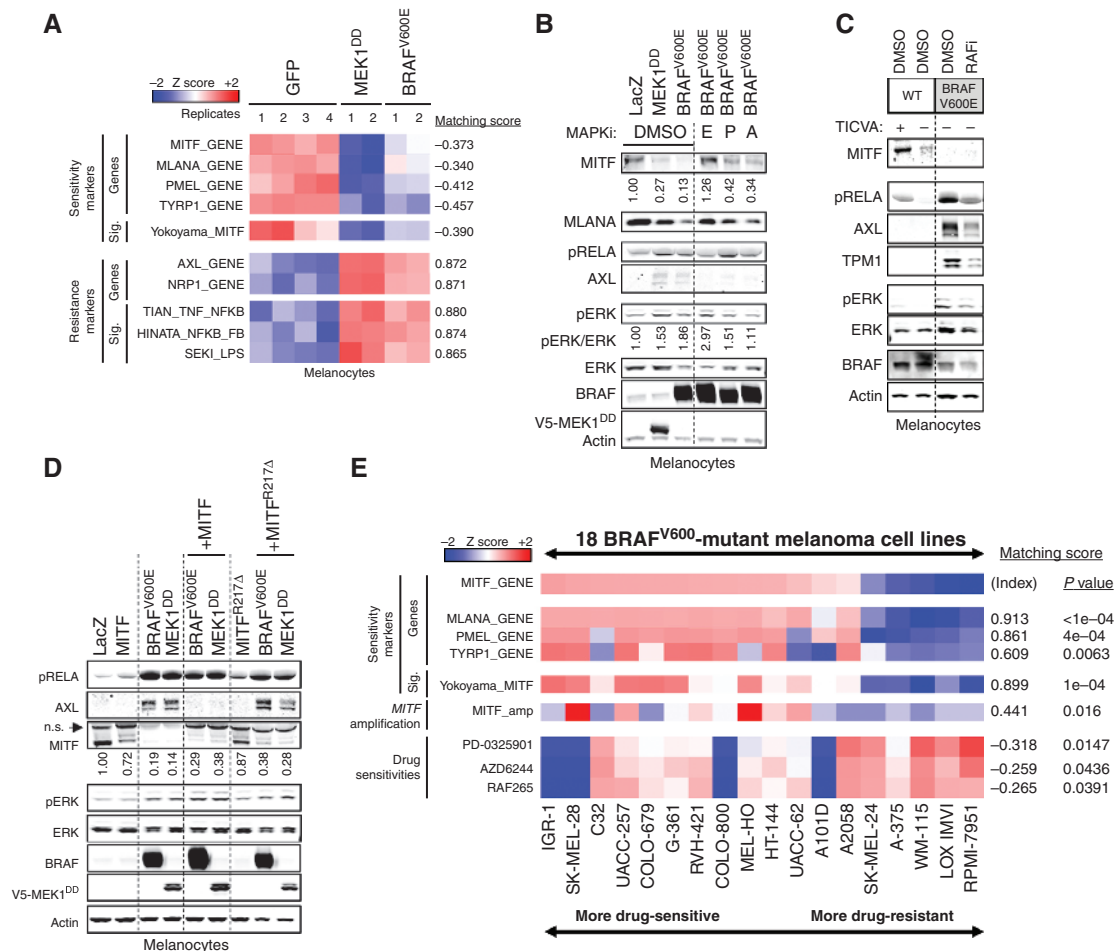 A
−2 Z score +2
Replicates
GFP
MEK1DD
BRAFV600E
1 2 3 4 1 2 1 2
Matching score
Sensitivity markers
Genes
MITF_GENE −0.373
MLANA_GENE −0.340
PMEL_GENE −0.412
TYRP1_GENE −0.457
Sig.
Yokoyama_MITF −0.390
Resistance markers
Genes
AXL_GENE 0.872
NRP1_GENE 0.871
Sig.
TIAN_TNF_NFKB 0.880
HINATA_NFKB_FB 0.874
SEKI_LPS 0.865
Melanocytes
B
LacZ
MEK1DD
BRAFV600E
BRAFV600E
BRAFV600E
BRAFV600E
MAPKi: DMSO E P A
MITF
1.00 0.27 0.13 1.26 0.42 0.34
MLANA
pRELA
AXL
pERK
pERK/ERK 1.00 1.53 1.86 2.97 1.51 1.11
ERK
BRAF
V5-MEK1DD
Actin
Melanocytes
C
DMSO
DMSO
DMSO
RAFi
WT
BRAF
V600E
TICVA: + − − −
MITF
pRELA
AXL
TPM1
pERK
ERK
BRAF
Actin
Melanocytes
D
+MITF
+MITFR217Δ
LacZ
MITF
BRAFV600E
MEK1DD
BRAFV600E
MEK1DD
MITFR217Δ
BRAFV600E
MEK1DD
pRELA
AXL
n.s.
MITF
1.00 0.72 0.19 0.14 0.29 0.38 0.87 0.38 0.28
pERK
ERK
BRAF
V5-MEK1DD
Actin
Melanocytes
E
−2 Z score +2
18 BRAFV600-mutant melanoma cell lines
Matching score
P value
Sensitivity markers
Genes
MITF_GENE (Index)
MLANA_GENE 0.913 <1e−04
PMEL_GENE 0.861 4e−04
TYRP1_GENE 0.609 0.0063
Sig.
Yokoyama_MITF 0.899 1e−04
MITF amplification
MITF_amp 0.441 0.016
Drug sensitivities
PD-0325901 −0.318 0.0147
AZD6244 −0.259 0.0436
RAF265 −0.265 0.0391
IGR-1
SK-MEL-28
C32
UACC-257
COLO-679
G-361
RVH-421
COLO-800
MEL-HO
HT-144
UACC-62
A101D
A2058
SK-MEL-24
A-375
WM-115
LOX IMVI
RPMI-7951
More drug-sensitive More drug-resistant